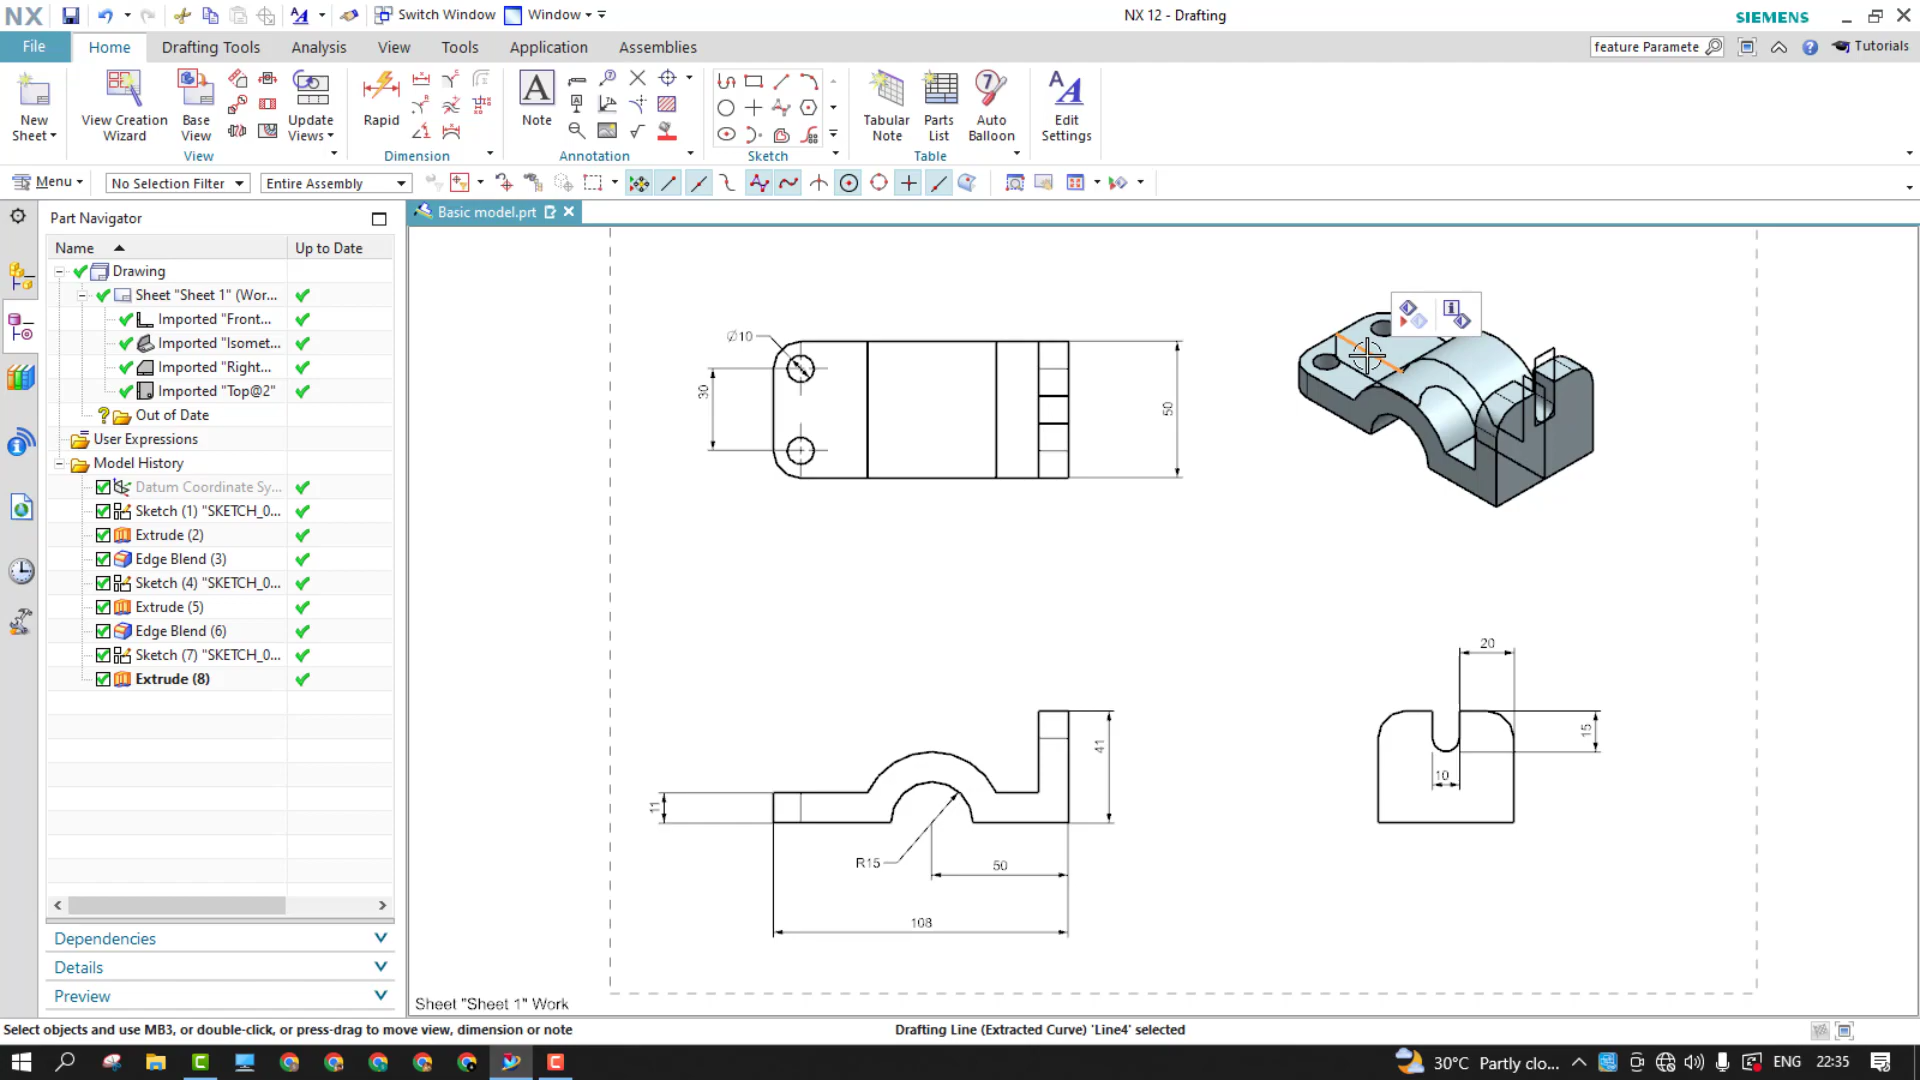 NX
Switch Window
Window
NX 12 - Drafting
SIEMENS
File
Home
Drafting Tools
Analysis
View
Tools
Application
Assemblies
feature Paramete
Tutorials
New
Sheet
View Creation
Wizard
Base
View
Update
Views
Rapid
Note
Tabular
Note
Parts
List
Auto
Balloon
Edit
Settings
View
Dimension
Annotation
Sketch
Table
Menu
No Selection Filter
Entire Assembly
Part Navigator
Basic model.prt
Name
Up to Date
Drawing
Sheet "Sheet 1" (Wor...
Imported "Front...
Imported "Isomet...
Imported "Right...
Imported "Top@2"
Out of Date
User Expressions
Model History
Datum Coordinate Sy...
Sketch (1) "SKETCH_0...
Extrude (2)
Edge Blend (3)
Sketch (4) "SKETCH_0...
Extrude (5)
Edge Blend (6)
Sketch (7) "SKETCH_0...
Extrude (8)
Dependencies
Details
Preview
Ø10
30
50
20
15
10
41
11
R15
50
108
Sheet "Sheet 1" Work
Select objects and use MB3, or double-click, or press-drag to move view, dimension or note
Drafting Line (Extracted Curve) 'Line4' selected
30°C Partly clo...
ENG
22:35